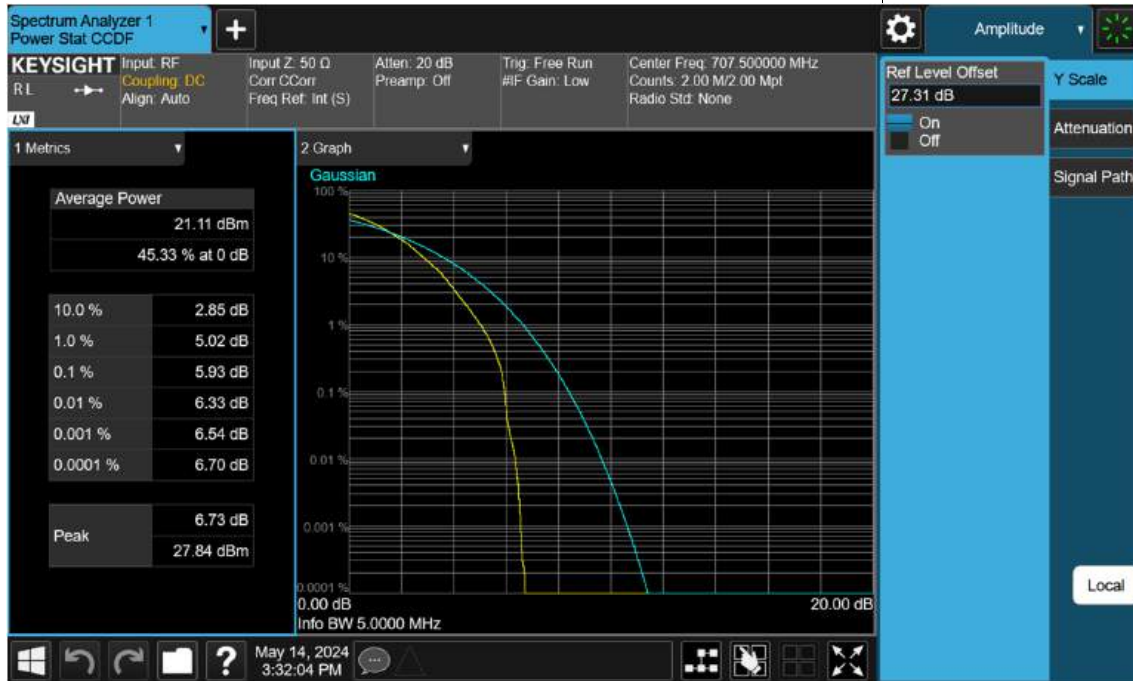 Spectrum Analyzer 1
Power Stat CCDF
Amplitude
KEYSIGHT
R L
LXI
Input: RF
Coupling: DC
Align: Auto
Input Z: 50 Ω
Corr CCorr
Freq Ref: Int (S)
Atten: 20 dB
Preamp: Off
Trig: Free Run
#IF Gain: Low
Center Freq: 707.500000 MHz
Counts: 2.00 M/2.00 Mpt
Radio Std: None
Ref Level Offset
27.31 dB
On
Off
Y Scale
Attenuation
Signal Path
1 Metrics
Average Power
21.11 dBm
45.33 % at 0 dB
10.0 % 2.85 dB
1.0 % 5.02 dB
0.1 % 5.93 dB
0.01 % 6.33 dB
0.001 % 6.54 dB
0.0001 % 6.70 dB
Peak
6.73 dB
27.84 dBm
2 Graph
Gaussian
100 %
10 %
1 %
0.1 %
0.01 %
0.001 %
0.0001 %
0.00 dB 20.00 dB
Info BW 5.0000 MHz
Local
?
May 14, 2024
3:32:04 PM